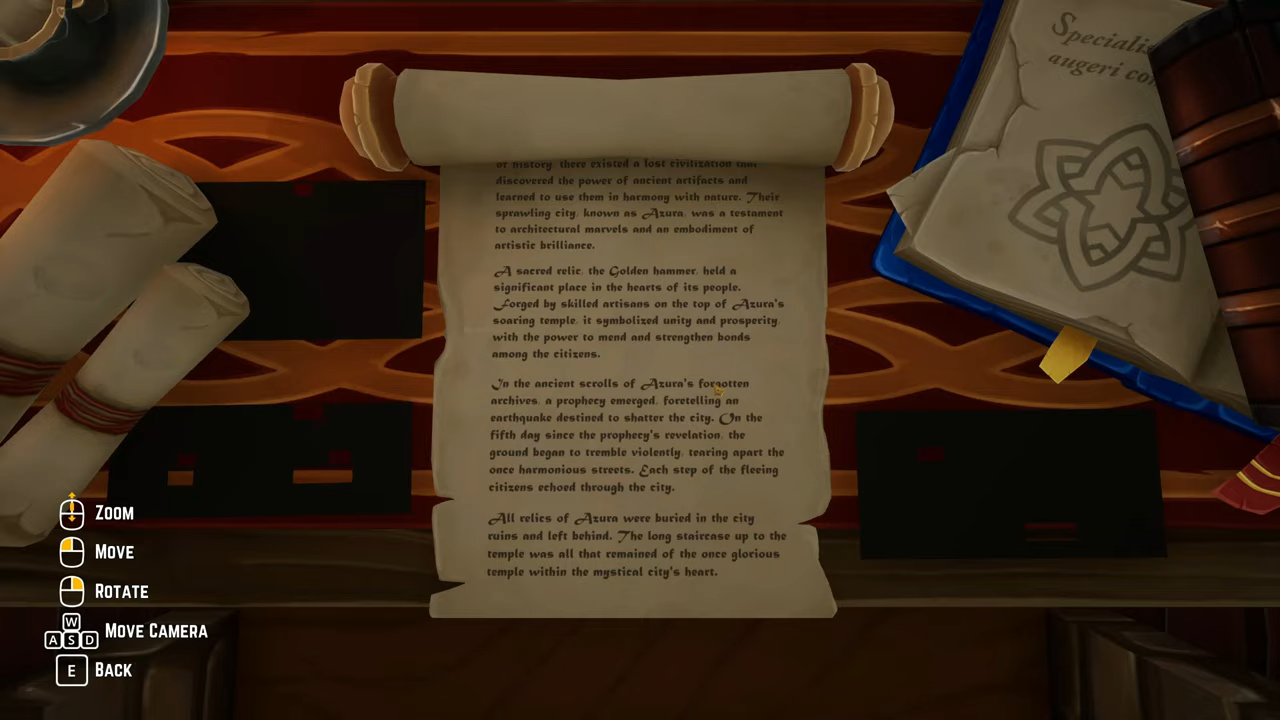 Specialis
augeri co
of history, there existed a lost civilization that
discovered the power of ancient artifacts and
learned to use them in harmony with nature. Their
sprawling city, known as Azura, was a testament
to architectural marvels and an embodiment of
artistic brilliance.
A sacred relic, the Golden hammer, held a
significant place in the hearts of its people.
Forged by skilled artisans on the top of Azura's
soaring temple, it symbolized unity and prosperity,
with the power to mend and strengthen bonds
among the citizens.
In the ancient scrolls of Azura's forgotten
archives, a prophecy emerged, foretelling an
earthquake destined to shatter the city. On the
fifth day since the prophecy's revelation, the
ground began to tremble violently, tearing apart the
once harmonious streets. Each step of the fleeing
citizens echoed through the city.
All relics of Azura were buried in the city
ruins and left behind. The long staircase up to the
temple was all that remained of the once glorious
temple within the mystical city's heart.
ZOOM
MOVE
ROTATE
W
A S D MOVE CAMERA
E BACK